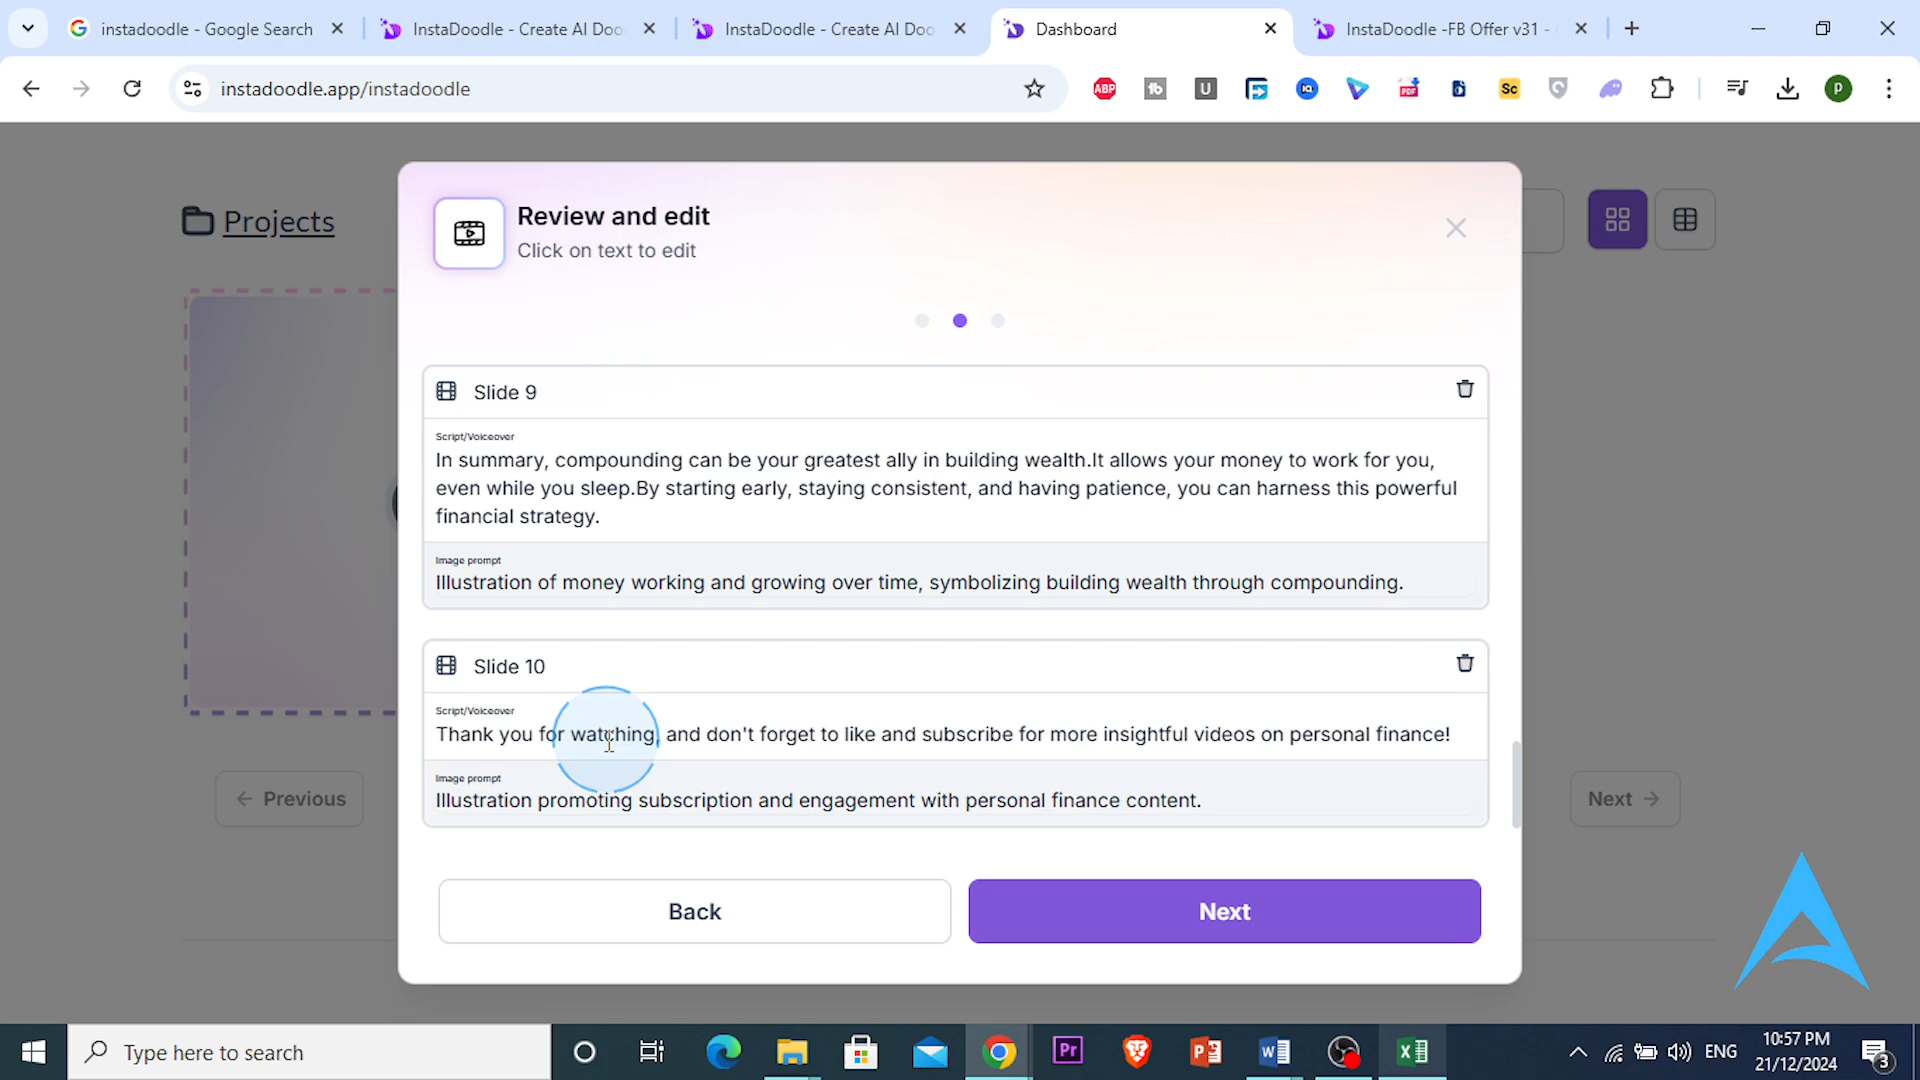 instadoodle - Google Search
InstaDoodle - Create AI Doo
InstaDoodle - Create AI Doo
Dashboard
InstaDoodle -FB Offer v31 -
instadoodle.app/instadoodle
ABP
U
IQ
PDF
Sc
P
Projects
Review and edit
Click on text to edit
Slide 9
Script/Voiceover
In summary, compounding can be your greatest ally in building wealth.It allows your money to work for you,
even while you sleep.By starting early, staying consistent, and having patience, you can harness this powerful
financial strategy.
Image prompt
Illustration of money working and growing over time, symbolizing building wealth through compounding.
Slide 10
Script/Voiceover
Thank you for watching, and don't forget to like and subscribe for more insightful videos on personal finance!
Image prompt
Illustration promoting subscription and engagement with personal finance content.
Previous
Next
Back
Next
Type here to search
Pr
ENG
10:57 PM
21/12/2024
3